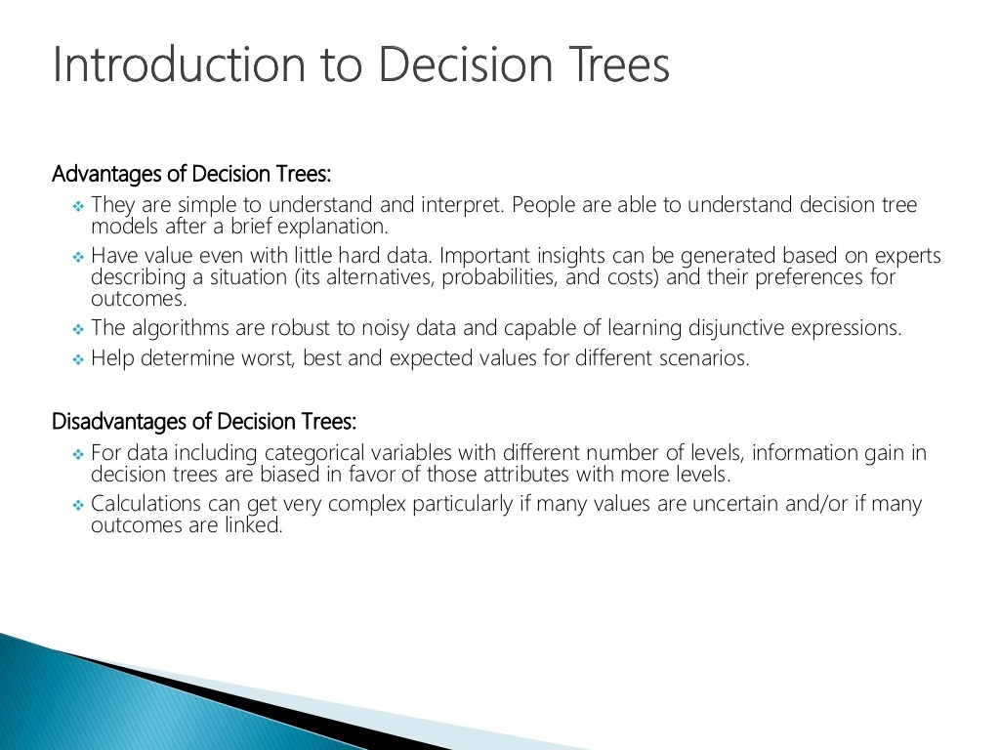 Introduction to Decision Trees
Advantages of Decision Trees:
❖ They are simple to understand and interpret. People are able to understand decision tree
models after a brief explanation.
❖ Have value even with little hard data. Important insights can be generated based on experts
describing a situation (its alternatives, probabilities, and costs) and their preferences for
outcomes.
❖ The algorithms are robust to noisy data and capable of learning disjunctive expressions.
❖ Help determine worst, best and expected values for different scenarios.
Disadvantages of Decision Trees:
❖ For data including categorical variables with different number of levels, information gain in
decision trees are biased in favor of those attributes with more levels.
❖ Calculations can get very complex particularly if many values are uncertain and/or if many
outcomes are linked.